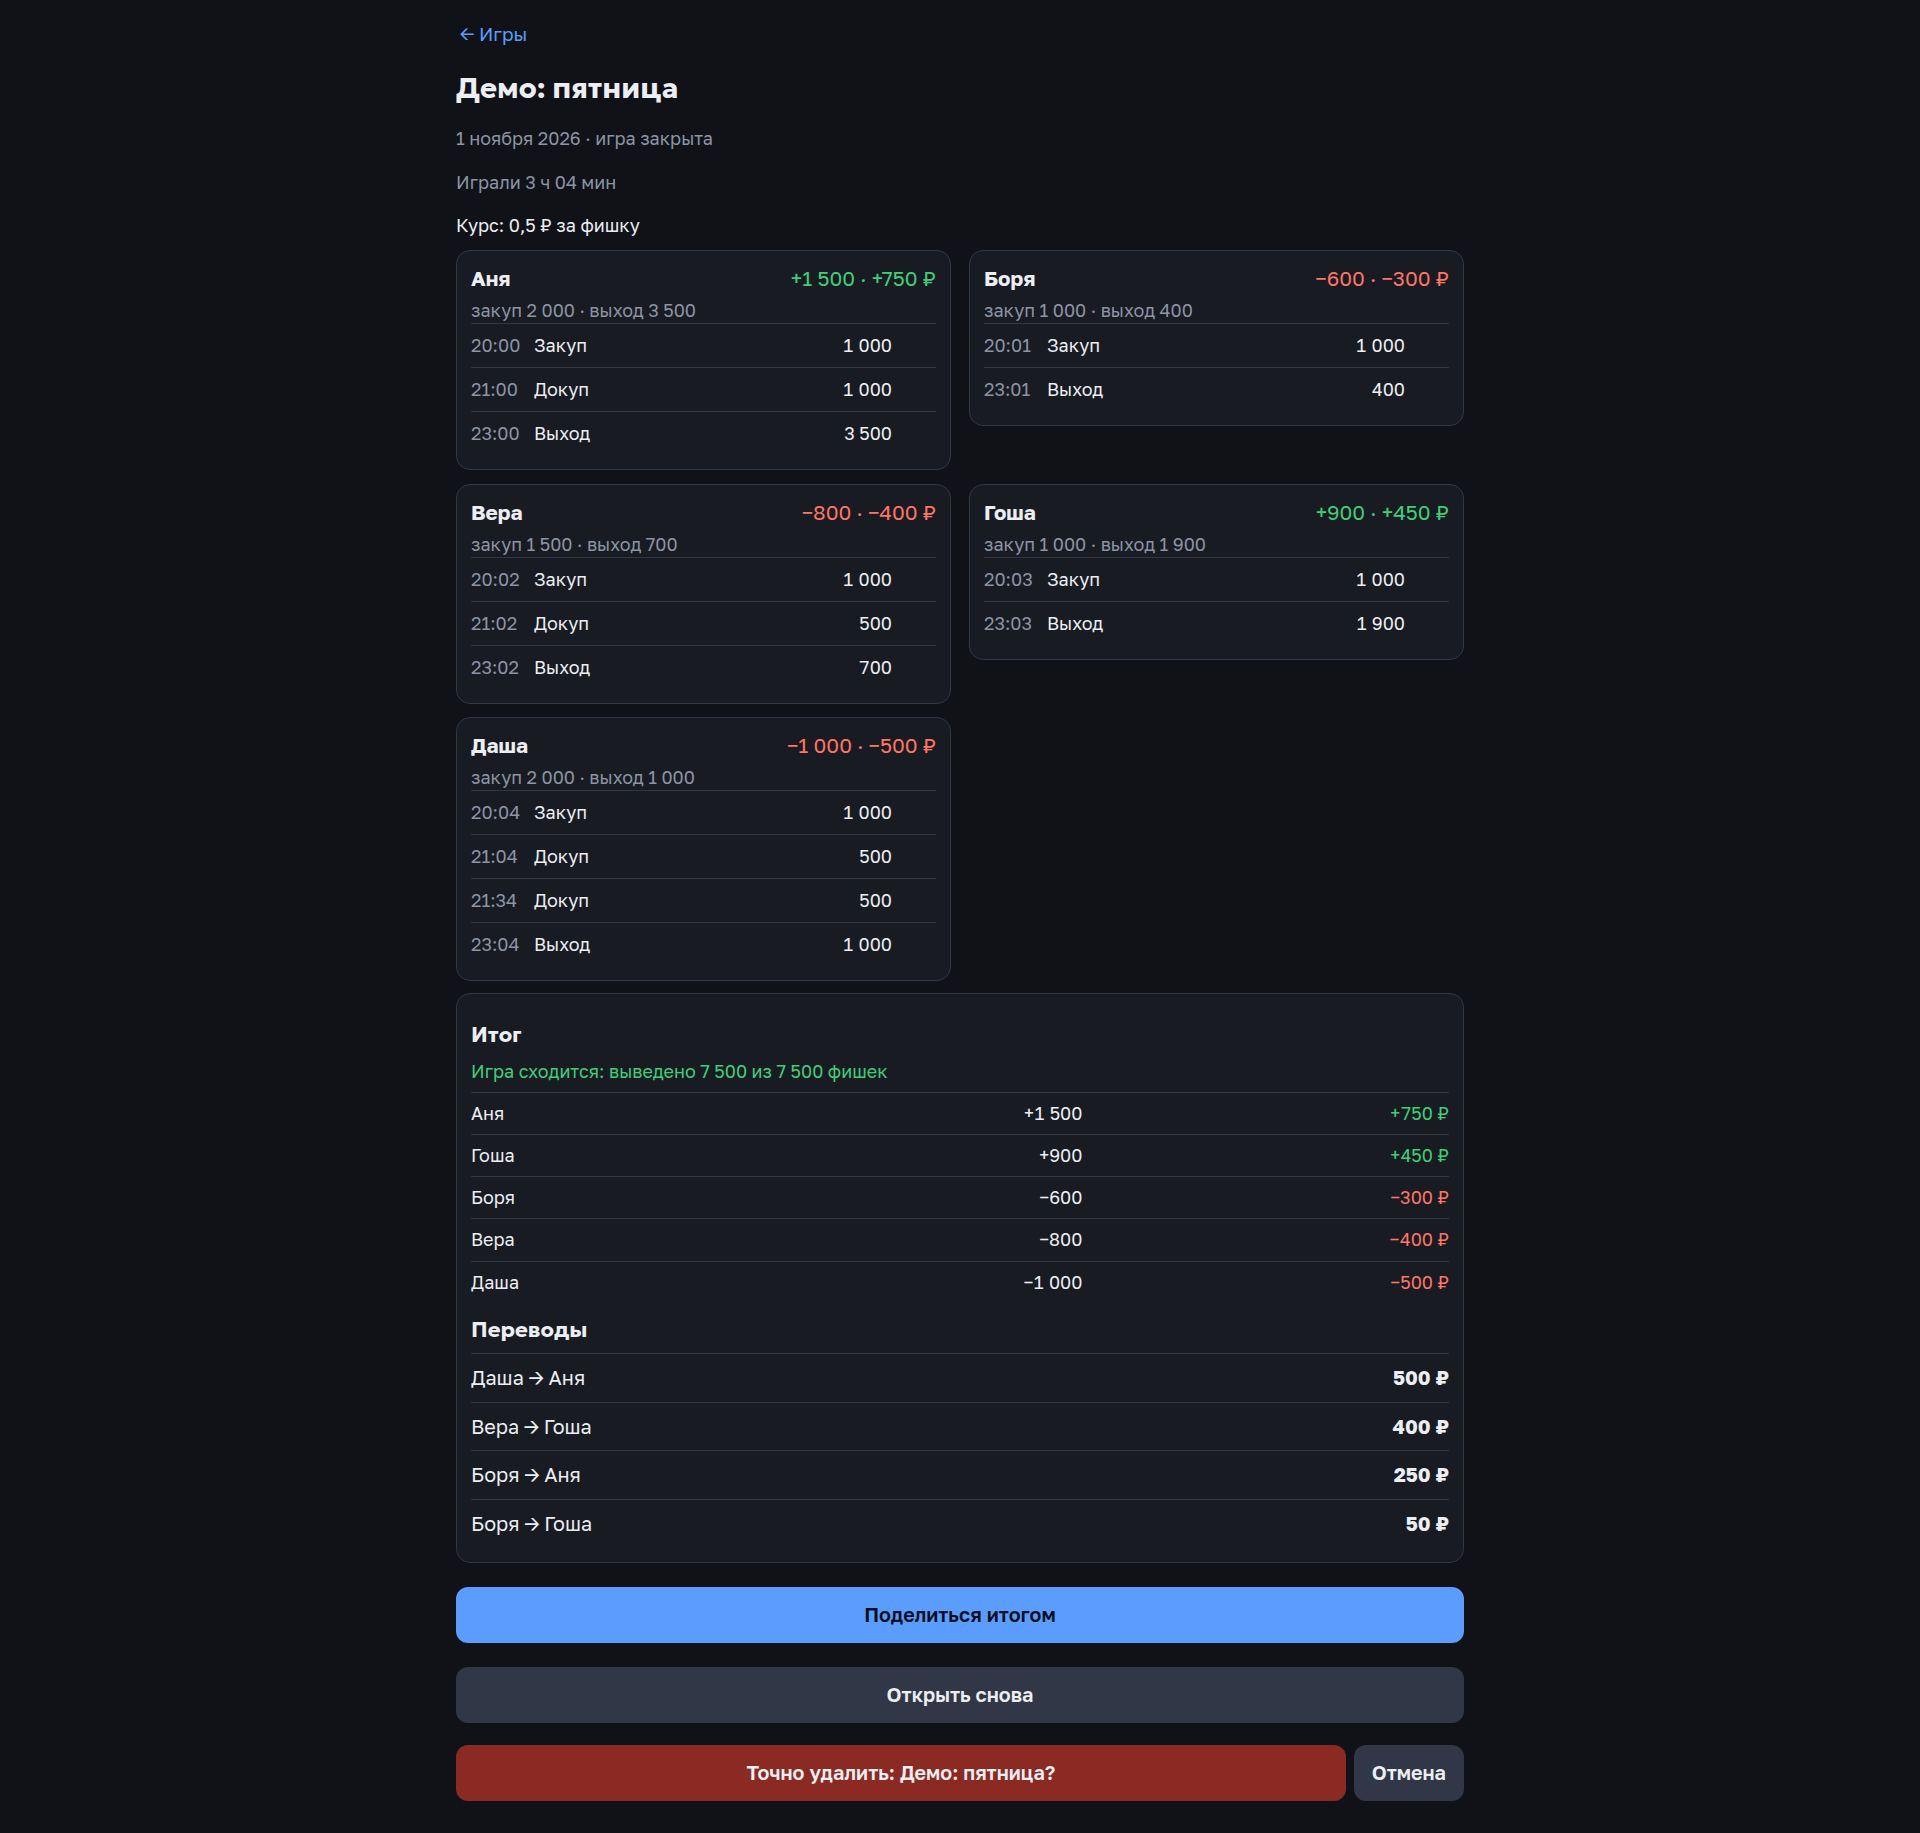 ← Игры
Демо: пятница
1 ноября 2026 · игра закрыта
Играли 3 ч 04 мин
Курс: 0,5 ₽ за фишку
Аня +1 500 · +750 ₽
закуп 2 000 · выход 3 500
20:00 Закуп 1 000
21:00 Докуп 1 000
23:00 Выход 3 500
Боря −600 · −300 ₽
закуп 1 000 · выход 400
20:01 Закуп 1 000
23:01 Выход 400
Вера −800 · −400 ₽
закуп 1 500 · выход 700
20:02 Закуп 1 000
21:02 Докуп 500
23:02 Выход 700
Гоша +900 · +450 ₽
закуп 1 000 · выход 1 900
20:03 Закуп 1 000
23:03 Выход 1 900
Даша −1 000 · −500 ₽
закуп 2 000 · выход 1 000
20:04 Закуп 1 000
21:04 Докуп 500
21:34 Докуп 500
23:04 Выход 1 000
Итог
Игра сходится: выведено 7 500 из 7 500 фишек
Аня +1 500 +750 ₽
Гоша +900 +450 ₽
Боря −600 −300 ₽
Вера −800 −400 ₽
Даша −1 000 −500 ₽
Переводы
Даша → Аня 500 ₽
Вера → Гоша 400 ₽
Боря → Аня 250 ₽
Боря → Гоша 50 ₽
Поделиться итогом
Открыть снова
Точно удалить: Демо: пятница? Отмена